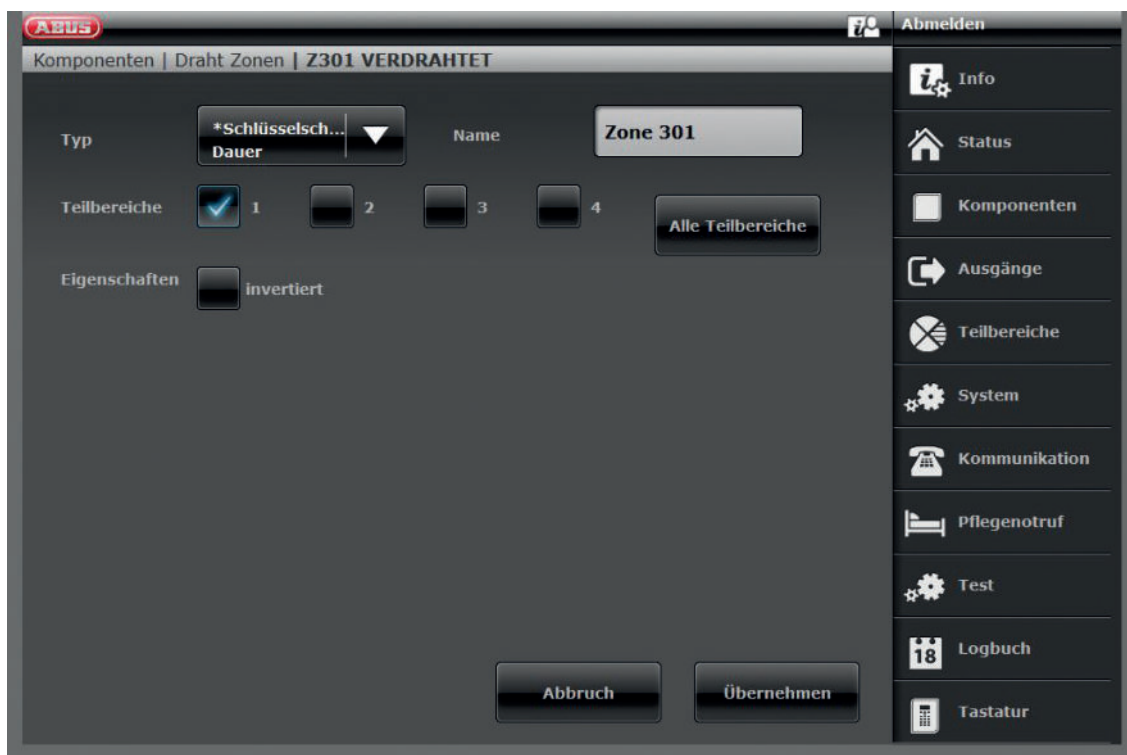 ABUS
Abmelden
Komponenten | Draht Zonen | Z301 VERDRAHTET
Typ
*Schlüsselsch...
Dauer
Name
Zone 301
Teilbereiche
1
2
3
4
Alle Teilbereiche
Eigenschaften
invertiert
Abbruch
Übernehmen
Info
Status
Komponenten
Ausgänge
Teilbereiche
System
Kommunikation
Pflegenotruf
Test
18
Logbuch
Tastatur